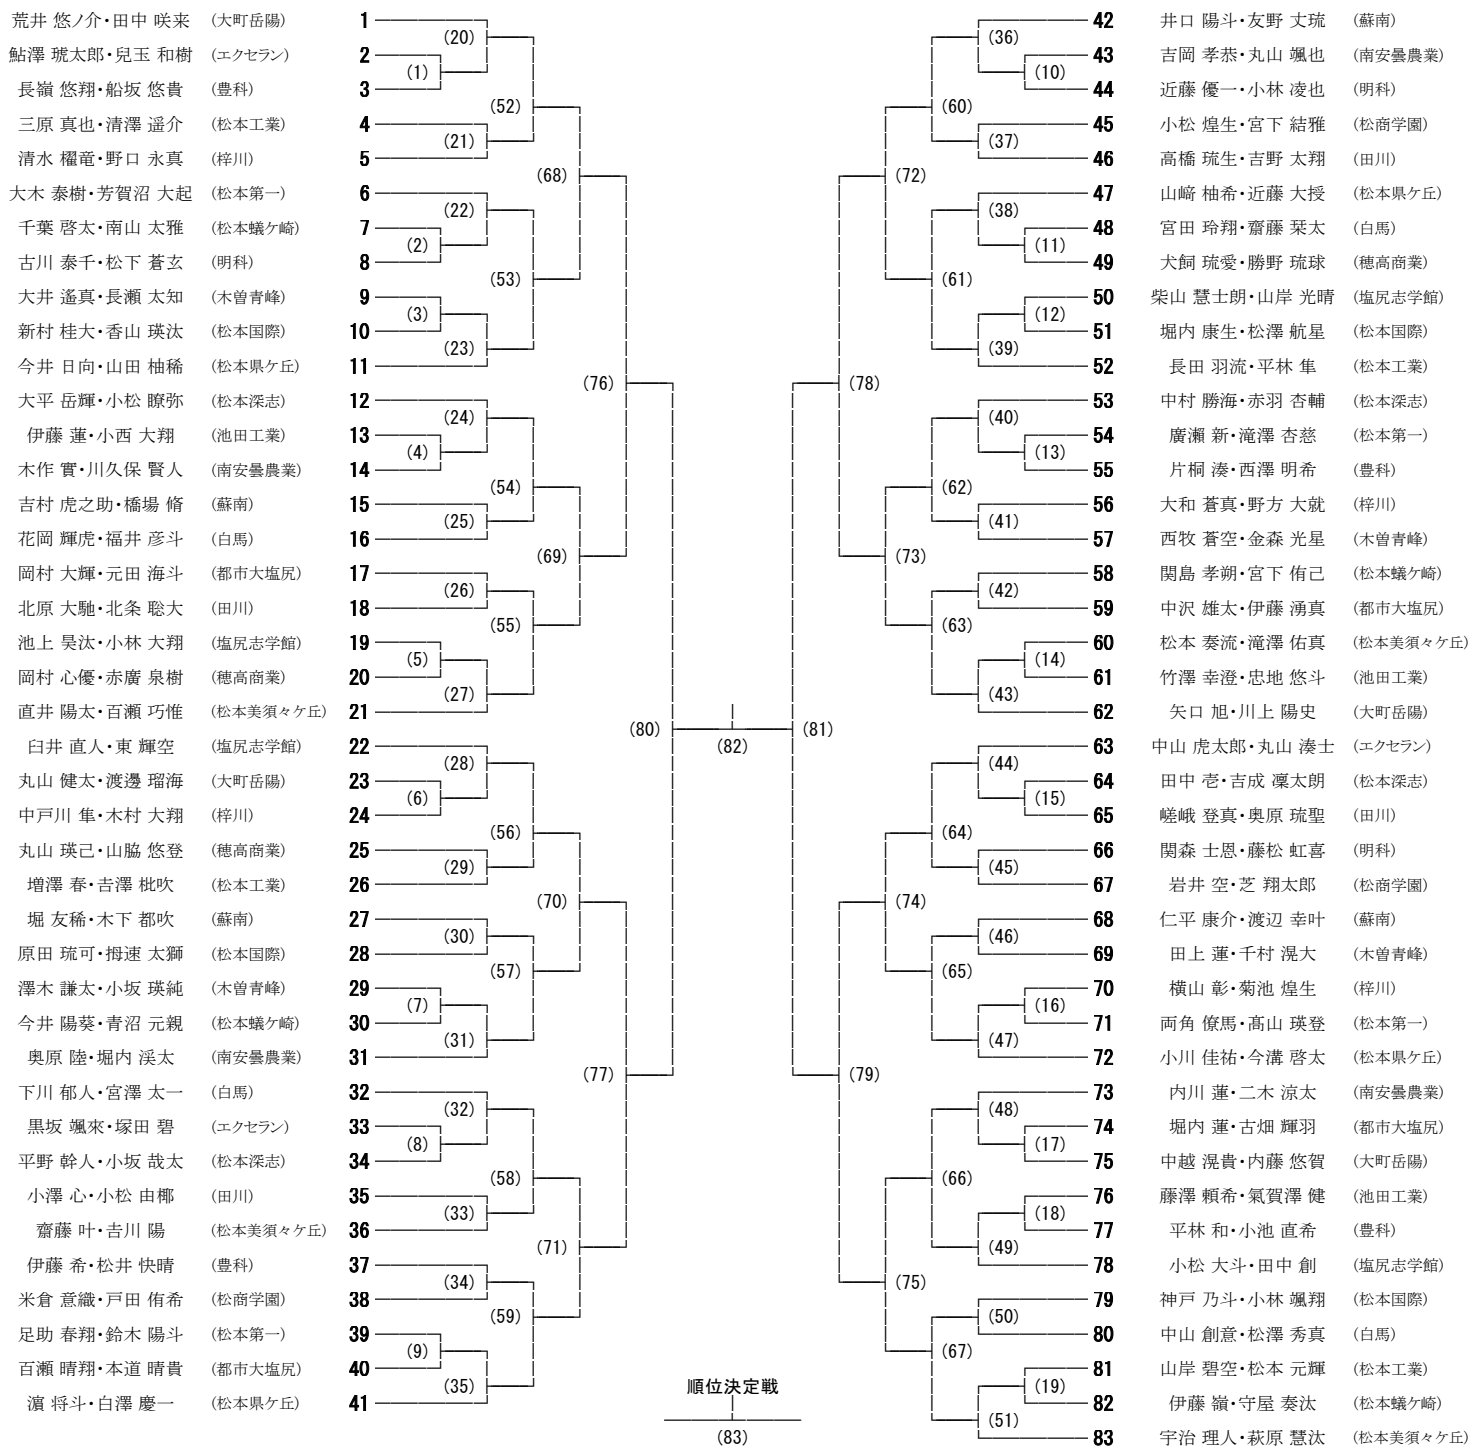 荒井 悠ノ介・田中 咲来 (大町岳陽) 1
鮎澤 琥太郎・兒玉 和樹 (エクセラン) 2
長嶺 悠翔・船坂 悠貴 (豊科) 3
三原 真也・清澤 遥介 (松本工業) 4
清水 櫂竜・野口 永真 (梓川) 5
大木 泰樹・芳賀沼 大起 (松本第一) 6
千葉 啓太・南山 太雅 (松本蟻ケ崎) 7
古川 泰千・松下 蒼玄 (明科) 8
大井 遙真・長瀬 太知 (木曽青峰) 9
新村 桂大・香山 瑛汰 (松本国際) 10
今井 日向・山田 柚稀 (松本県ケ丘) 11
大平 岳輝・小松 瞭弥 (松本深志) 12
伊藤 蓮・小西 大翔 (池田工業) 13
木作 實・川久保 賢人 (南安曇農業) 14
吉村 虎之助・橋場 脩 (蘇南) 15
花岡 輝虎・福井 彦斗 (白馬) 16
岡村 大輝・元田 海斗 (都市大塩尻) 17
北原 大馳・北条 聡大 (田川) 18
池上 昊汰・小林 大翔 (塩尻志学館) 19
岡村 心優・赤廣 泉樹 (穂高商業) 20
直井 陽太・百瀬 巧惟 (松本美須々ケ丘) 21
臼井 直人・東 輝空 (塩尻志学館) 22
丸山 健太・渡邊 瑠海 (大町岳陽) 23
中戸川 隼・木村 大翔 (梓川) 24
丸山 瑛己・山脇 悠登 (穂高商業) 25
増澤 春・𠮷澤 枇吹 (松本工業) 26
堀 友稀・木下 都吹 (蘇南) 27
原田 琉可・拇速 太獅 (松本国際) 28
澤木 謙太・小坂 瑛純 (木曽青峰) 29
今井 陽葵・青沼 元親 (松本蟻ケ崎) 30
奥原 陸・堀内 渓太 (南安曇農業) 31
下川 郁人・宮澤 太一 (白馬) 32
黒坂 颯來・塚田 碧 (エクセラン) 33
平野 幹人・小坂 哉太 (松本深志) 34
小澤 心・小松 由椰 (田川) 35
齋藤 叶・𠮷川 陽 (松本美須々ケ丘) 36
伊藤 希・松井 快晴 (豊科) 37
米倉 意織・戸田 侑希 (松商学園) 38
足助 春翔・鈴木 陽斗 (松本第一) 39
百瀬 晴翔・本道 晴貴 (都市大塩尻) 40
濵 将斗・白澤 慶一 (松本県ケ丘) 41
(20)
(1)
(52)
(21)
(68)
(22)
(2)
(53)
(3)
(23)
(76)
(24)
(4)
(54)
(25)
(69)
(26)
(55)
(5)
(27)
(80)
(28)
(6)
(56)
(29)
(70)
(30)
(57)
(7)
(31)
(77)
(32)
(8)
(58)
(33)
(71)
(34)
(59)
(9)
(35)
(82)
順位決定戦
(83)
(36)
(10)
(60)
(37)
(72)
(38)
(11)
(61)
(12)
(39)
(78)
(40)
(13)
(62)
(41)
(73)
(42)
(63)
(14)
(43)
(81)
(44)
(15)
(64)
(45)
(74)
(46)
(65)
(16)
(47)
(79)
(48)
(17)
(66)
(18)
(49)
(75)
(50)
(67)
(19)
(51)
42 井口 陽斗・友野 丈琉 (蘇南)
43 吉岡 孝恭・丸山 颯也 (南安曇農業)
44 近藤 優一・小林 凌也 (明科)
45 小松 煌生・宮下 結雅 (松商学園)
46 高橋 琉生・吉野 太翔 (田川)
47 山﨑 柚希・近藤 大授 (松本県ケ丘)
48 宮田 玲翔・齋藤 栞太 (白馬)
49 犬飼 琉愛・勝野 琉球 (穂高商業)
50 柴山 慧士朗・山岸 光晴 (塩尻志学館)
51 堀内 康生・松澤 航星 (松本国際)
52 長田 羽流・平林 隼 (松本工業)
53 中村 勝海・赤羽 杏輔 (松本深志)
54 廣瀬 新・滝澤 杏慈 (松本第一)
55 片桐 湊・西澤 明希 (豊科)
56 大和 蒼真・野方 大就 (梓川)
57 西牧 蒼空・金森 光星 (木曽青峰)
58 関島 孝朔・宮下 侑己 (松本蟻ケ崎)
59 中沢 雄太・伊藤 湧真 (都市大塩尻)
60 松本 奏流・滝澤 佑真 (松本美須々ケ丘)
61 竹澤 幸澄・忠地 悠斗 (池田工業)
62 矢口 旭・川上 陽史 (大町岳陽)
63 中山 虎太郎・丸山 湊士 (エクセラン)
64 田中 壱・吉成 凜太朗 (松本深志)
65 嵯峨 登真・奥原 琉聖 (田川)
66 関森 士恩・藤松 虹喜 (明科)
67 岩井 空・芝 翔太郎 (松商学園)
68 仁平 康介・渡辺 幸叶 (蘇南)
69 田上 蓮・千村 滉大 (木曽青峰)
70 横山 彰・菊池 煌生 (梓川)
71 両角 僚馬・髙山 瑛登 (松本第一)
72 小川 佳祐・今溝 啓太 (松本県ケ丘)
73 内川 蓮・二木 涼太 (南安曇農業)
74 堀内 蓮・古畑 輝羽 (都市大塩尻)
75 中越 滉貴・内藤 悠賀 (大町岳陽)
76 藤澤 頼希・氣賀澤 健 (池田工業)
77 平林 和・小池 直希 (豊科)
78 小松 大斗・田中 創 (塩尻志学館)
79 神戸 乃斗・小林 颯翔 (松本国際)
80 中山 創意・松澤 秀真 (白馬)
81 山岸 碧空・松本 元輝 (松本工業)
82 伊藤 嶺・守屋 奏汰 (松本蟻ケ崎)
83 宇治 理人・萩原 慧汰 (松本美須々ケ丘)